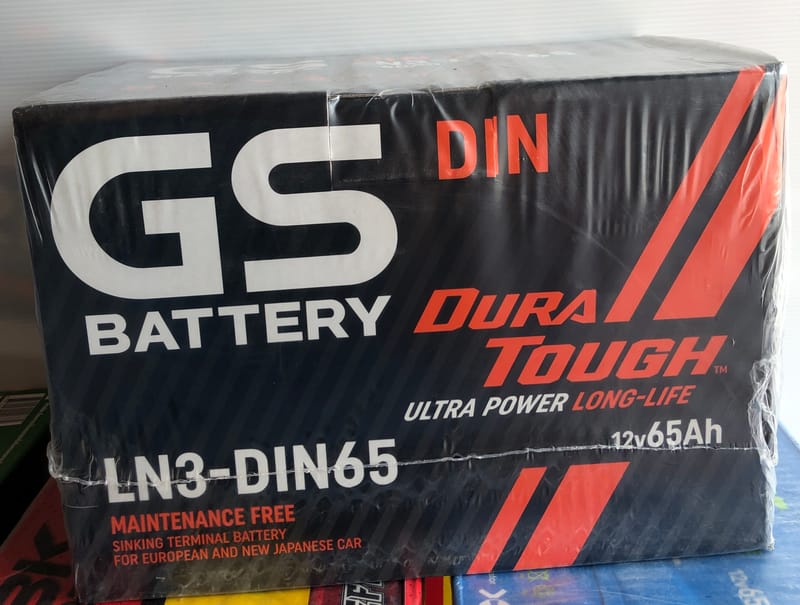 GS
BATTERY
DIN
DURA
TOUGH™
ULTRA POWER LONG-LIFE
12V65Ah
LN3-DIN65
MAINTENANCE FREE
SINKING TERMINAL BATTERY
FOR EUROPEAN AND NEW JAPANESE CAR